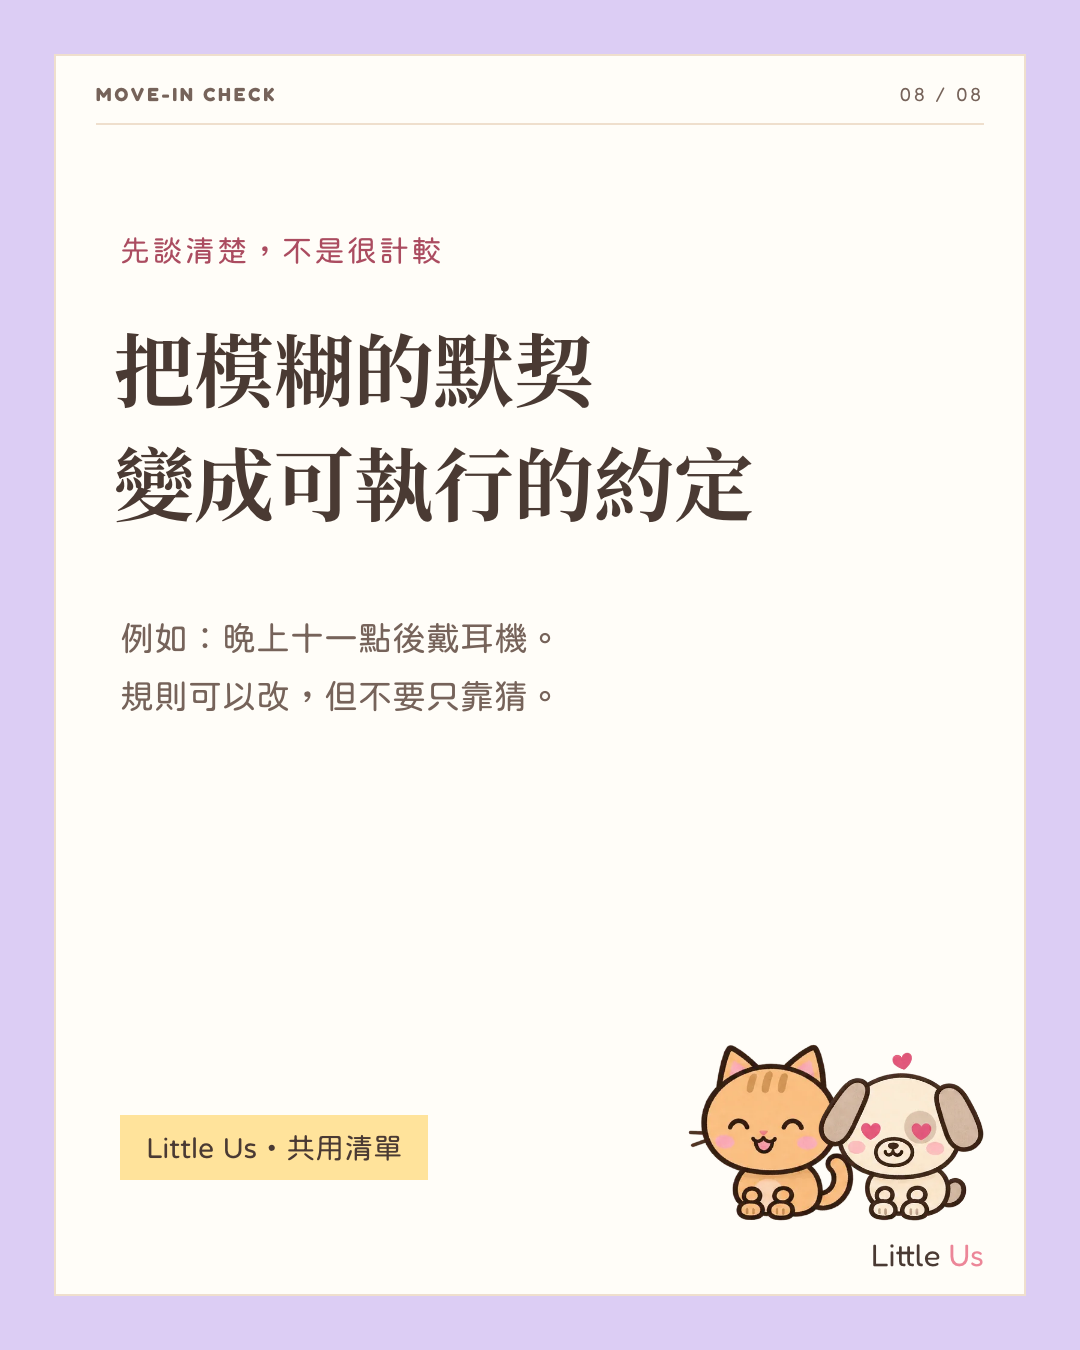 MOVE-IN CHECK
08 / 08
先談清楚，不是很計較
把模糊的默契
變成可執行的約定
例如：晚上十一點後戴耳機。
規則可以改，但不要只靠猜。
Little Us・共用清單
Little Us